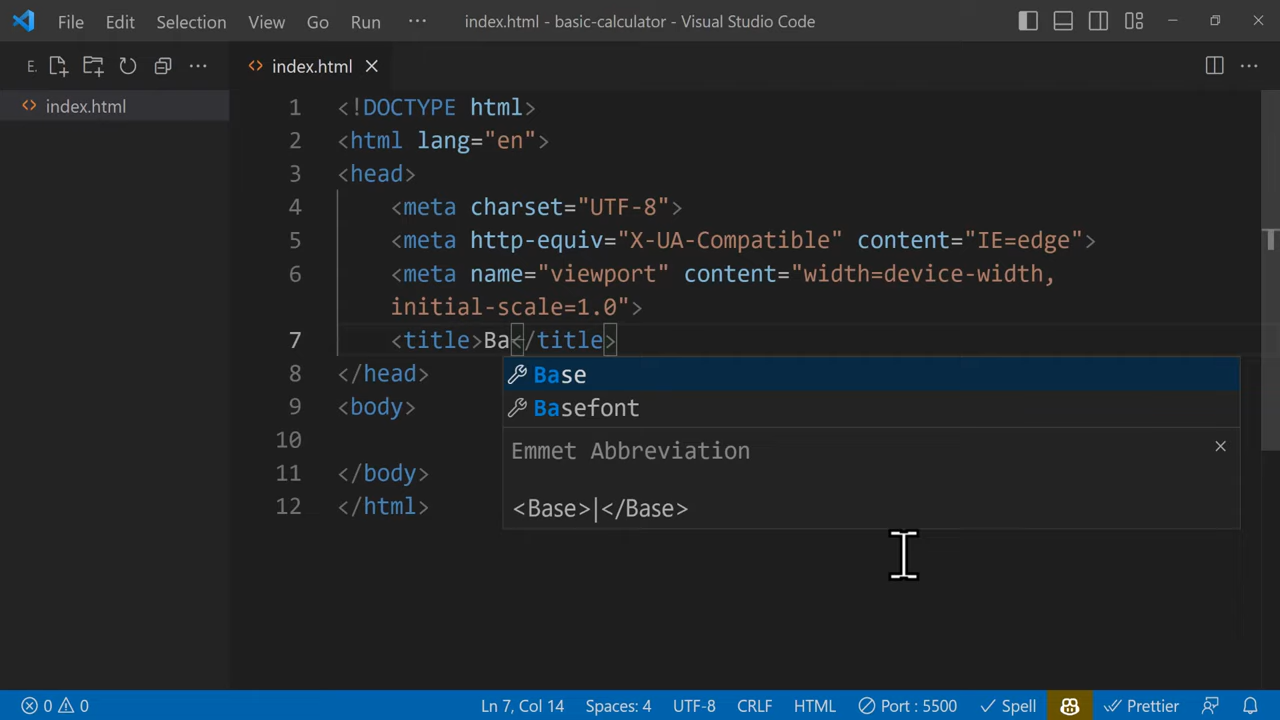 File Edit Selection View Go Run ··· index.html - basic-calculator - Visual Studio Code
E. ··· index.html ···
index.html
1 <!DOCTYPE html>
2 <html lang="en">
3 <head>
4 <meta charset="UTF-8">
5 <meta http-equiv="X-UA-Compatible" content="IE=edge">
6 <meta name="viewport" content="width=device-width,
initial-scale=1.0">
7 <title>Ba</title>
8 </head>
Base
9 <body>
Basefont
10
Emmet Abbreviation
11 </body>
12 </html>
<Base>|</Base>
0 0 Ln 7, Col 14 Spaces: 4 UTF-8 CRLF HTML Port : 5500 Spell Prettier